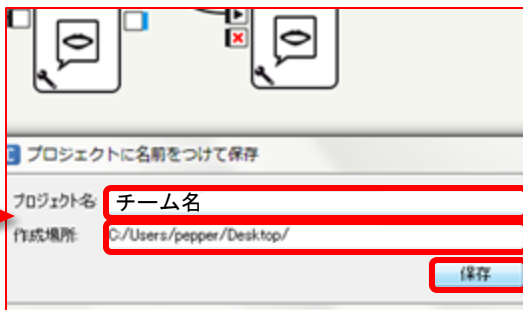 プロジェクトに名前をつけて保存
プロジェクト名: チーム名
作成場所: C:/Users/pepper/Desktop/
保存